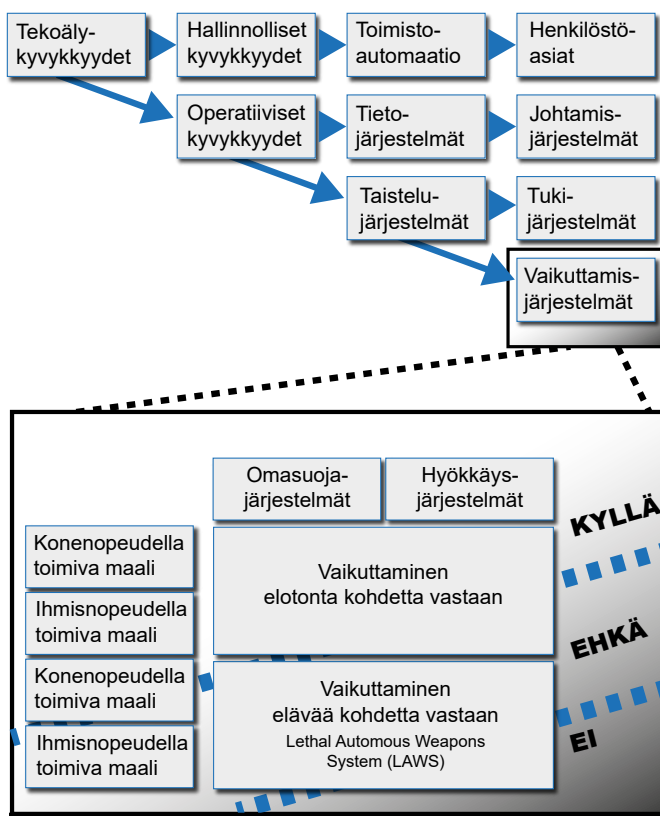 Tekoäly-
kyvykkyydet
Hallinnolliset
kyvykkyydet
Toimisto-
automaatio
Henkilöstö-
asiat
Operatiiviset
kyvykkyydet
Tieto-
järjestelmät
Johtamis-
järjestelmät
Taistelu-
järjestelmät
Tuki-
järjestelmät
Vaikuttamis-
järjestelmät
Omasuoja-
järjestelmät
Hyökkäys-
järjestelmät
Konenopeudella
toimiva maali
Ihmisnopeudella
toimiva maali
Vaikuttaminen
elotonta kohdetta vastaan
Konenopeudella
toimiva maali
Ihmisnopeudella
toimiva maali
Vaikuttaminen
elävää kohdetta vastaan
Lethal Automous Weapons
System (LAWS)
KYLLÄ
EHKÄ
EI